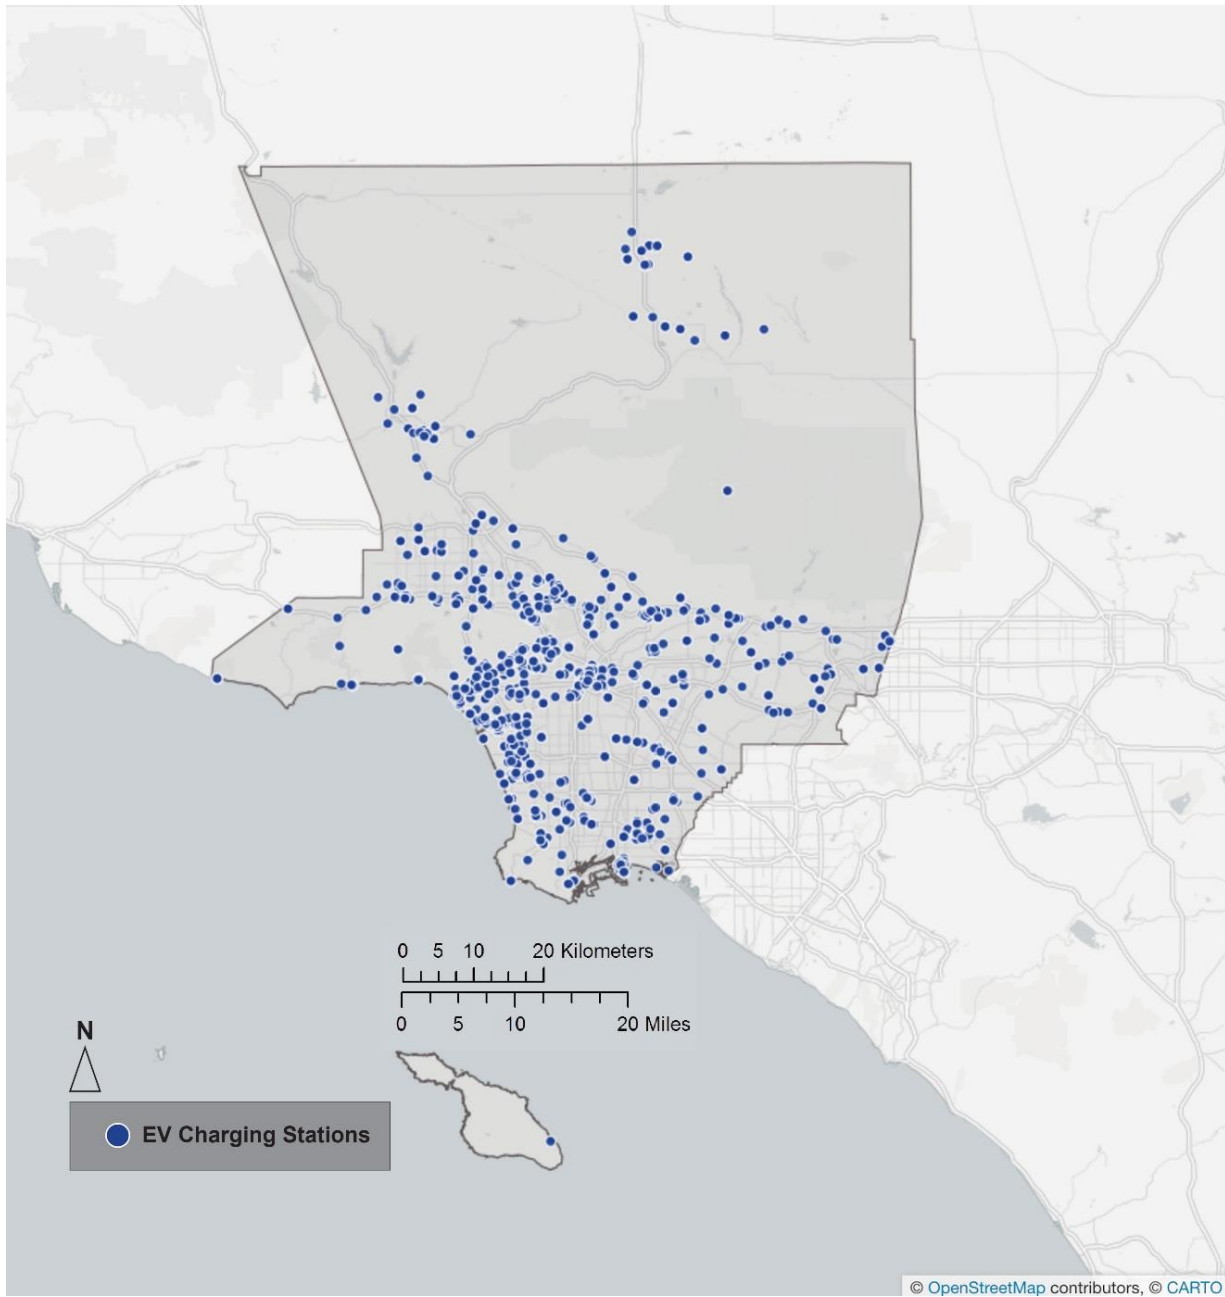 0 5 10 20 Kilometers
0 5 10 20 Miles
N
EV Charging Stations
© OpenStreetMap contributors, © CARTO